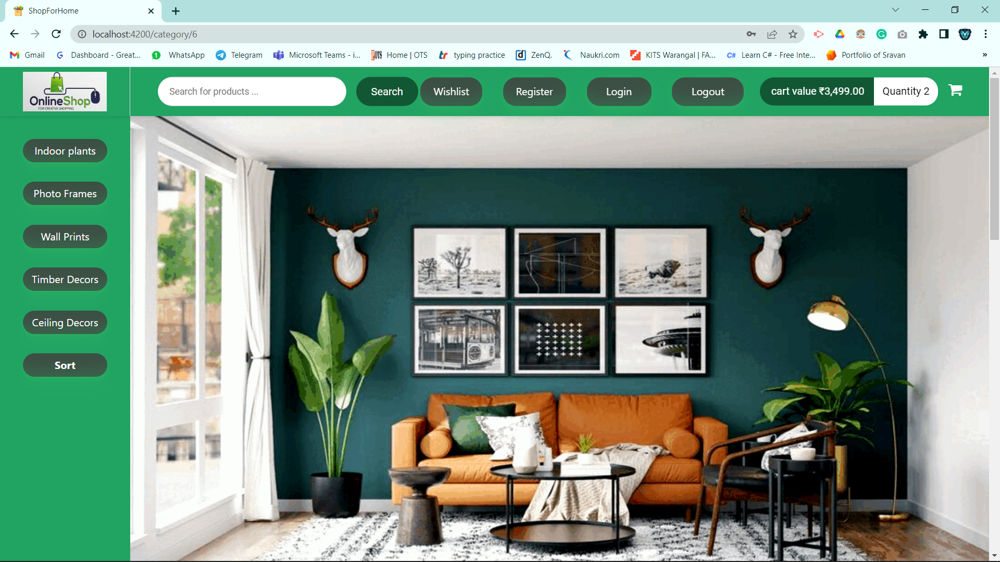 ShopForHome
localhost:4200/category/6
Gmail
G Dashboard - Great...
1 WhatsApp
Telegram
Microsoft Teams - i...
OTS Home | OTS
tr typing practice
d ZenQ.
Naukri.com
KITS Warangal | FA...
C# Learn C# - Free Inte...
Portfolio of Sravan
»
OnlineShop
FOR CREATIVE SHOPPING
Search for products ...
Search
Wishlist
Register
Login
Logout
cart value ₹3,499.00
Quantity 2
Indoor plants
Photo Frames
Wall Prints
Timber Decors
Ceiling Decors
Sort